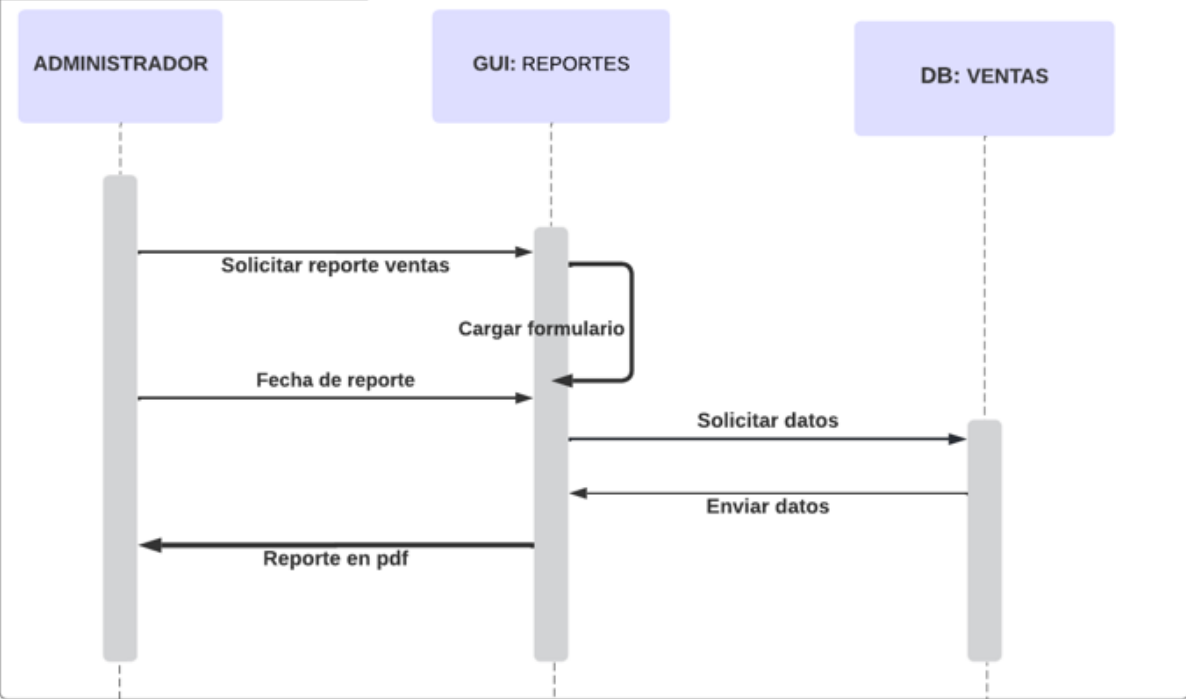 ADMINISTRADOR
GUI: REPORTES
DB: VENTAS
Solicitar reporte ventas
Cargar formulario
Fecha de reporte
Solicitar datos
Enviar datos
Reporte en pdf